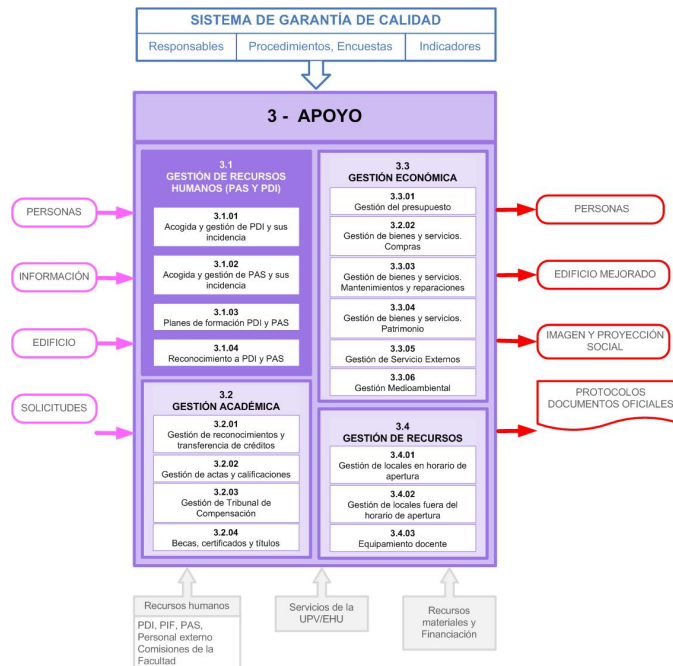 SISTEMA DE GARANTÍA DE CALIDAD
Responsables
Procedimientos, Encuestas
Indicadores
3 - APOYO
PERSONAS
INFORMACIÓN
EDIFICIO
SOLICITUDES
3.1
GESTIÓN DE RECURSOS
HUMANOS (PAS Y PDI)
3.1.01
Acogida y gestión de PDI y sus
incidencia
3.1.02
Acogida y gestión de PAS y sus
incidencia
3.1.03
Planes de formación PDI y PAS
3.1.04
Reconocimiento a PDI y PAS
3.2
GESTIÓN ACADÉMICA
3.2.01
Gestión de reconocimientos y
transferencia de créditos
3.2.02
Gestión de actas y calificaciones
3.2.03
Gestión de Tribunal de
Compensación
3.2.04
Becas, certificados y títulos
3.3
GESTIÓN ECONÓMICA
3.3.01
Gestión del presupuesto
3.2.02
Gestión de bienes y servicios.
Compras
3.3.03
Gestión de bienes y servicios.
Mantenimientos y reparaciones
3.3.04
Gestión de bienes y servicios.
Patrimonio
3.3.05
Gestión de Servicio Externos
3.3.06
Gestión Medioambiental
3.4
GESTIÓN DE RECURSOS
3.4.01
Gestión de locales en horario de
apertura
3.4.02
Gestión de locales fuera del
horario de apertura
3.4.03
Equipamiento docente
PERSONAS
EDIFICIO MEJORADO
IMAGEN Y PROYECCIÓN
SOCIAL
PROTOCOLOS
DOCUMENTOS OFICIALES
Recursos humanos
PDI, PIF, PAS,
Personal externo
Comisiones de la
Facultad
Servicios de la
UPV/EHU
Recursos
materiales y
Financiación